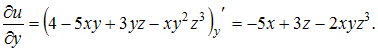 ∂u/∂y = (4 − 5xy + 3yz − xy²z³)′_y = −5x + 3z − 2xyz³.